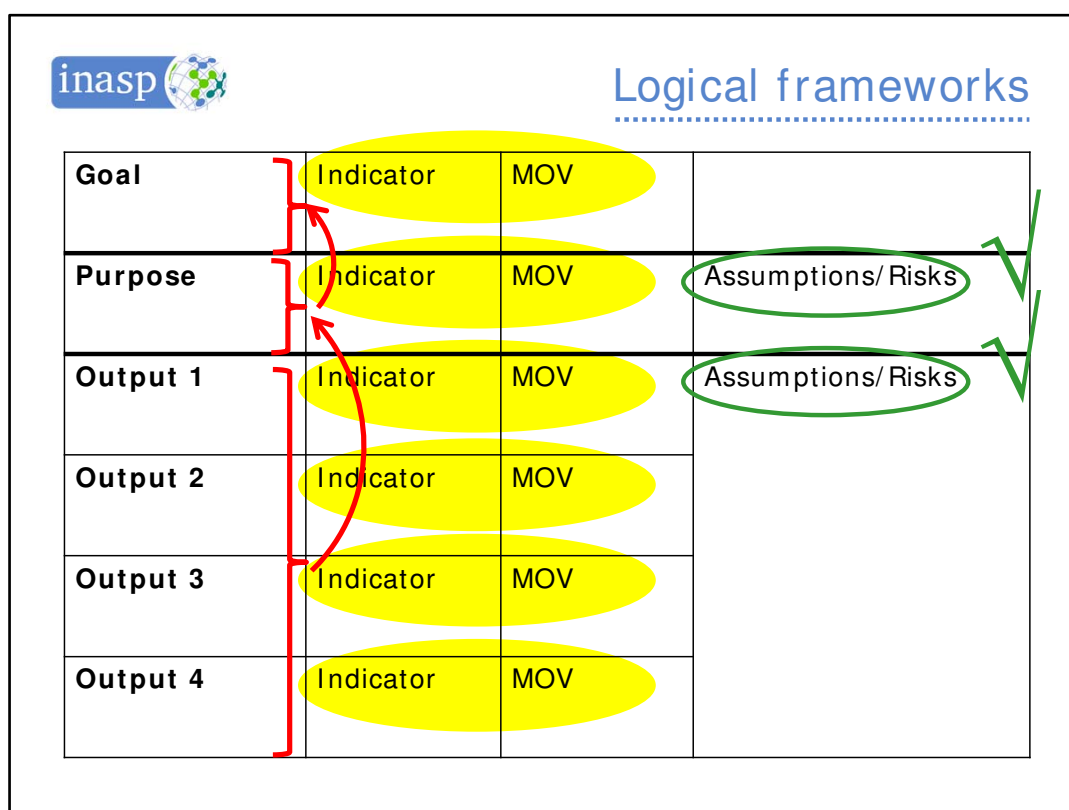 inasp
Logical frameworks
Goal Indicator MOV
Purpose Indicator MOV Assumptions/Risks
Output 1 Indicator MOV Assumptions/Risks
Output 2 Indicator MOV
Output 3 Indicator MOV
Output 4 Indicator MOV